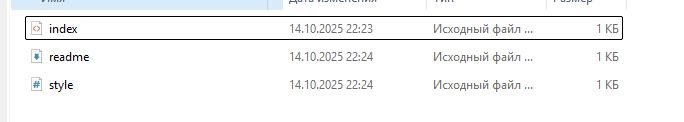 Имя Дата изменения Тип Размер
index 14.10.2025 22:23 Исходный файл ... 1 КБ
readme 14.10.2025 22:24 Исходный файл ... 1 КБ
style 14.10.2025 22:24 Исходный файл ... 1 КБ